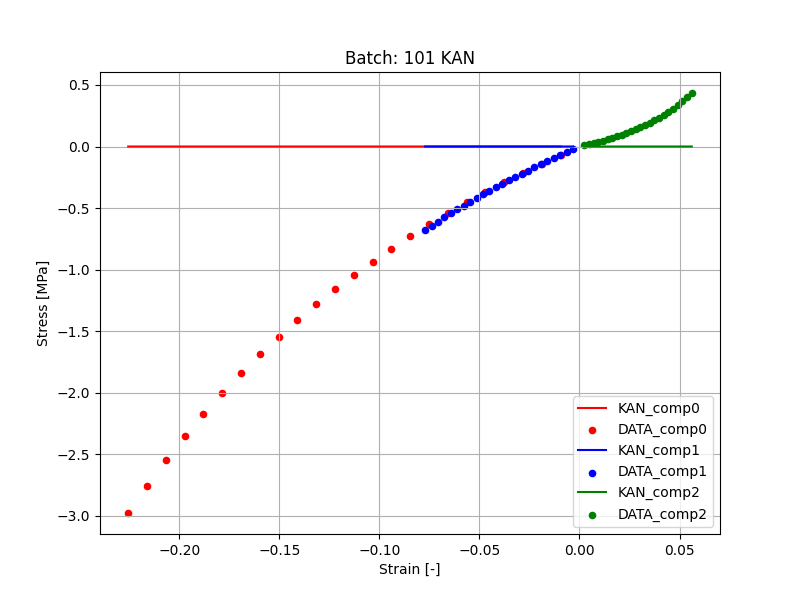 Batch: 101 KAN
0.5
0.0
−0.5
−1.0
−1.5
−2.0
−2.5
−3.0
Stress [MPa]
−0.20
−0.15
−0.10
−0.05
0.00
0.05
Strain [-]
KAN_comp0
DATA_comp0
KAN_comp1
DATA_comp1
KAN_comp2
DATA_comp2